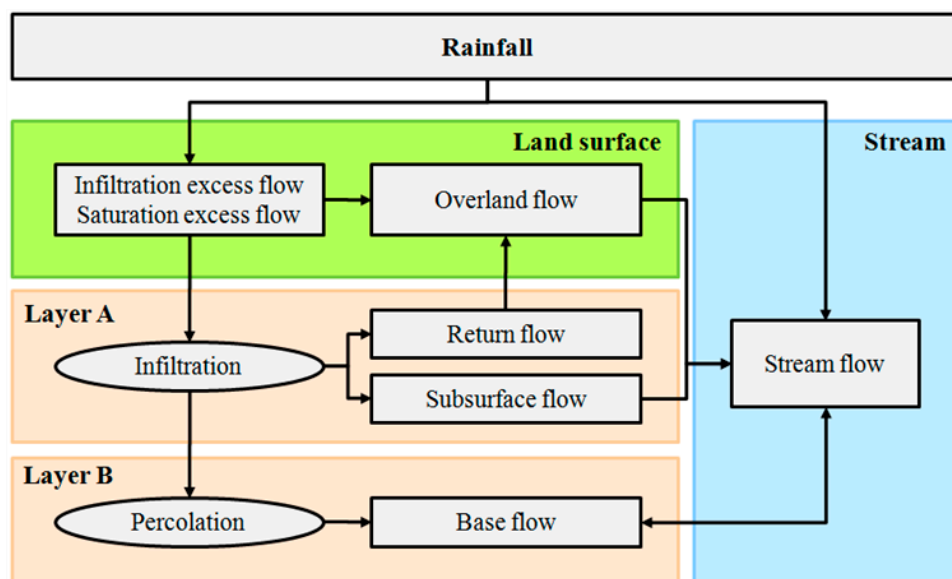 Rainfall
Land surface
Stream
Infiltration excess flow
Saturation excess flow
Overland flow
Layer A
Return flow
Infiltration
Stream flow
Subsurface flow
Layer B
Percolation
Base flow